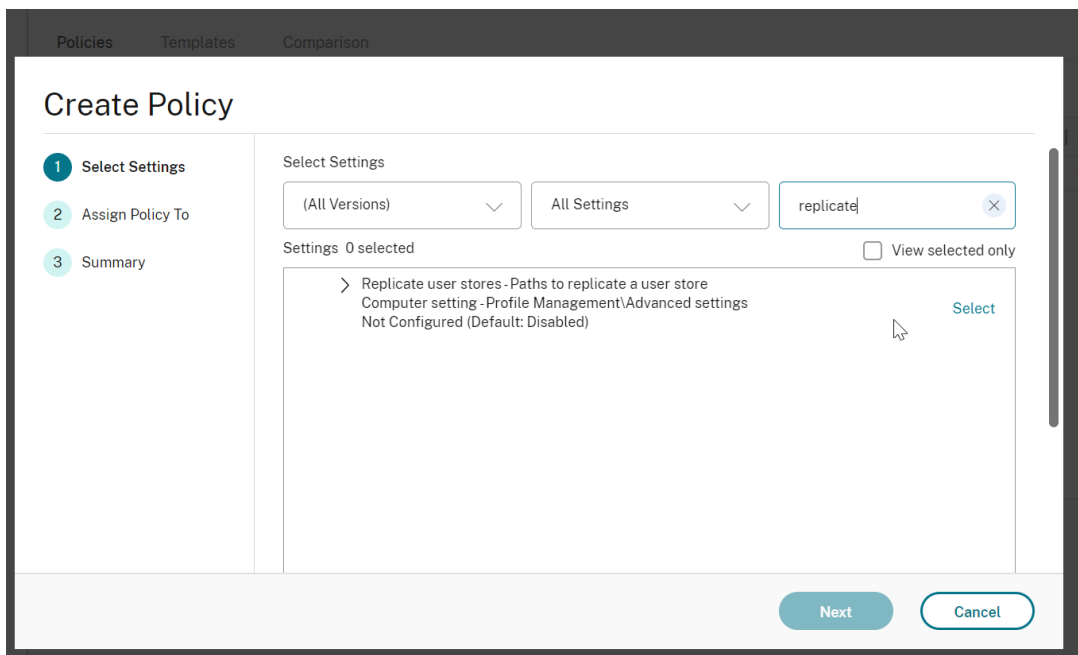 Policies Templates Comparison
Create Policy
1 Select Settings
2 Assign Policy To
3 Summary
Select Settings
(All Versions) All Settings replicate
Settings 0 selected
View selected only
Replicate user stores - Paths to replicate a user store
Computer setting - Profile Management\Advanced settings
Not Configured (Default: Disabled)
Select
Next Cancel